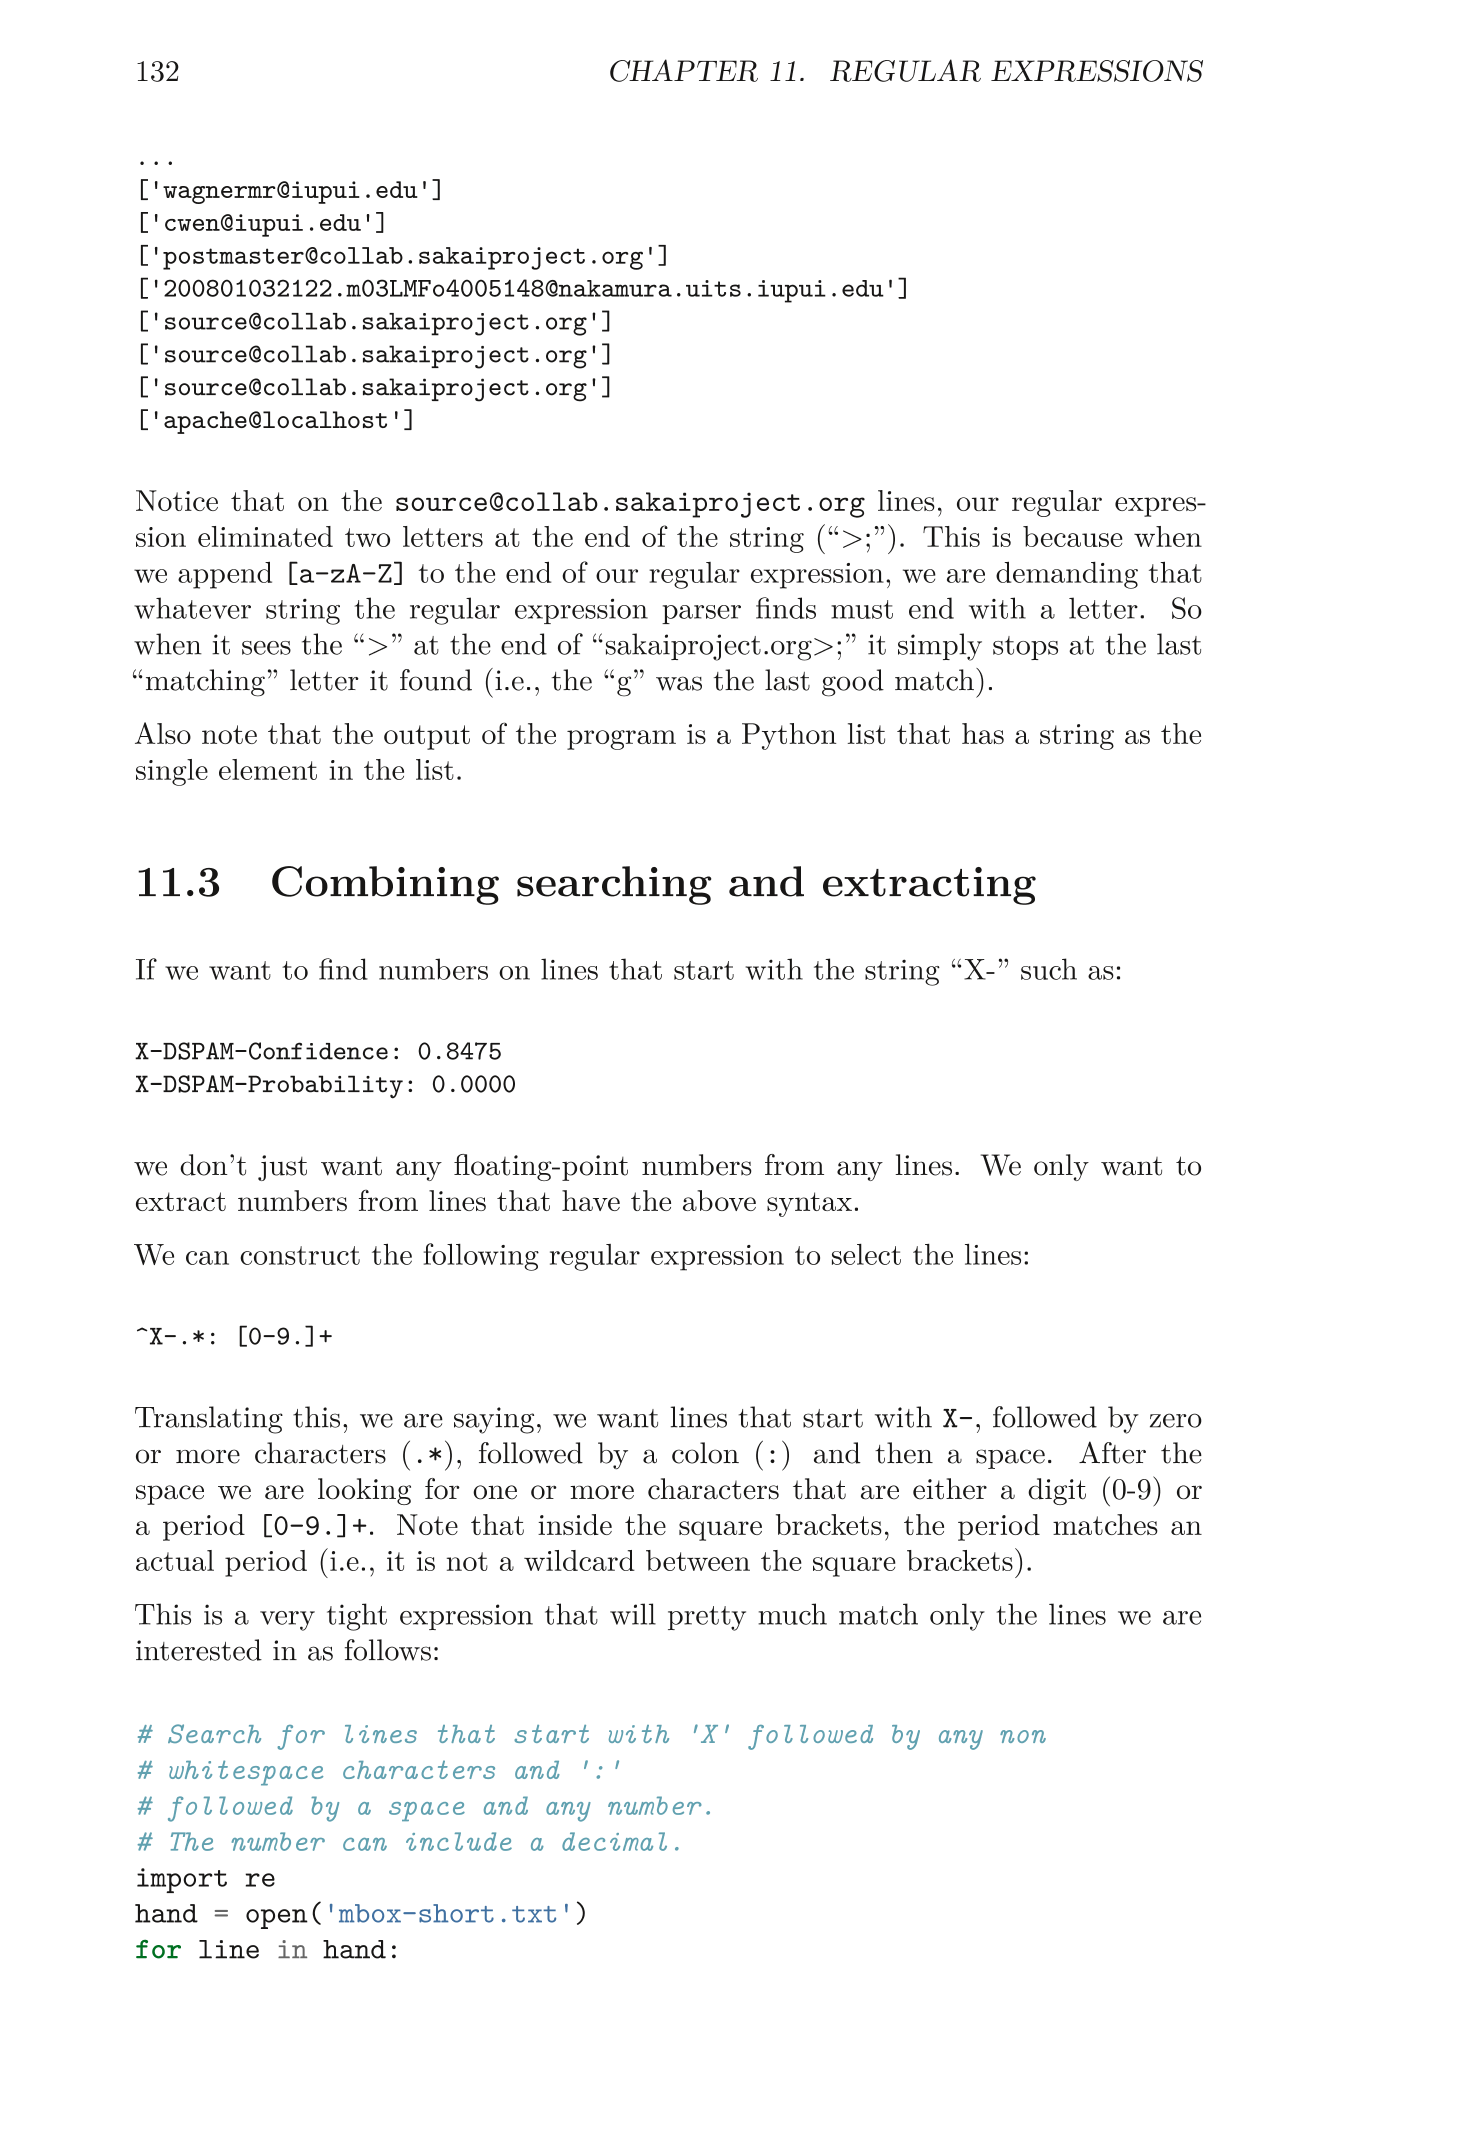 132 CHAPTER 11. REGULAR EXPRESSIONS
...
['wagnermr@iupui.edu']
['cwen@iupui.edu']
['postmaster@collab.sakaiproject.org']
['200801032122.m03LMFo4005148@nakamura.uits.iupui.edu']
['source@collab.sakaiproject.org']
['source@collab.sakaiproject.org']
['source@collab.sakaiproject.org']
['apache@localhost']
Notice that on the source@collab.sakaiproject.org lines, our regular expres-
sion eliminated two letters at the end of the string (“>;”). This is because when
we append [a-zA-Z] to the end of our regular expression, we are demanding that
whatever string the regular expression parser finds must end with a letter. So
when it sees the “>” at the end of “sakaiproject.org>;” it simply stops at the last
“matching” letter it found (i.e., the “g” was the last good match).
Also note that the output of the program is a Python list that has a string as the
single element in the list.
11.3 Combining searching and extracting
If we want to find numbers on lines that start with the string “X-” such as:
X-DSPAM-Confidence: 0.8475
X-DSPAM-Probability: 0.0000
we don’t just want any floating-point numbers from any lines. We only want to
extract numbers from lines that have the above syntax.
We can construct the following regular expression to select the lines:
^X-.*: [0-9.]+
Translating this, we are saying, we want lines that start with X-, followed by zero
or more characters (.*), followed by a colon (:) and then a space. After the
space we are looking for one or more characters that are either a digit (0-9) or
a period [0-9.]+. Note that inside the square brackets, the period matches an
actual period (i.e., it is not a wildcard between the square brackets).
This is a very tight expression that will pretty much match only the lines we are
interested in as follows:
# Search for lines that start with 'X' followed by any non
# whitespace characters and ':'
# followed by a space and any number.
# The number can include a decimal.
import re
hand = open('mbox-short.txt')
for line in hand: